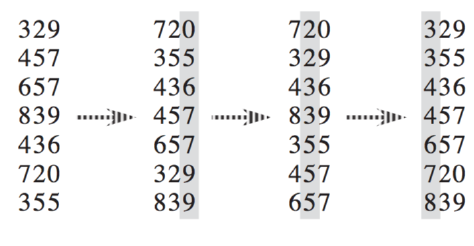 329 720 720 329
457 355 329 355
657 436 436 436
839 457 839 457
436 657 355 657
720 329 457 720
355 839 657 839